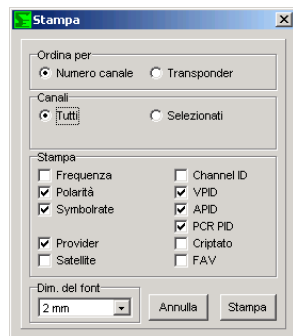 Stampa
Ordina per
Numero canale Transponder
Canali
Tutti Selezionati
Stampa
Frequenza Channel ID
Polarità VPID
Symbolrate APID
PCR PID
Provider Criptato
Satellite FAV
Dim. del font
2 mm Annulla Stampa